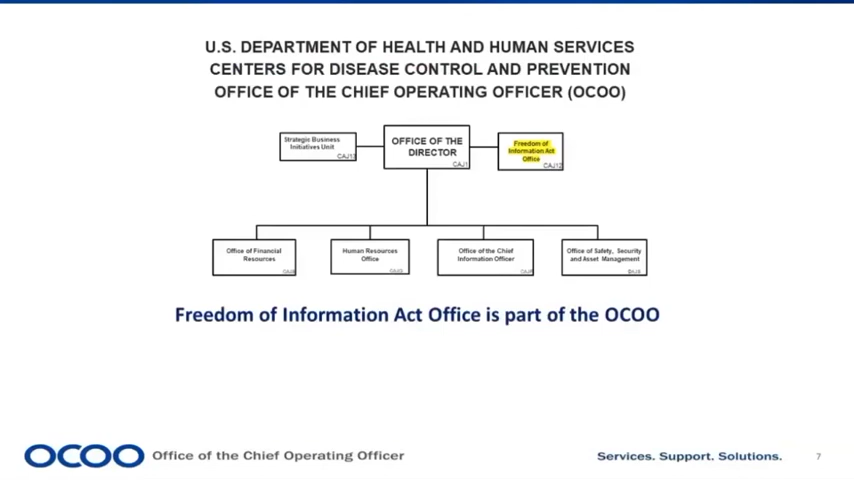 U.S. DEPARTMENT OF HEALTH AND HUMAN SERVICES
CENTERS FOR DISEASE CONTROL AND PREVENTION
OFFICE OF THE CHIEF OPERATING OFFICER (OCOO)
Strategic Business
Initiatives Unit
OFFICE OF THE
DIRECTOR
CAJ1
Freedom of
Information Act
Office
CAJ12
Office of Financial
Resources
Human Resources
Office
Office of the Chief
Information Officer
Office of Safety, Security
and Asset Management
Freedom of Information Act Office is part of the OCOO
OCOO Office of the Chief Operating Officer
Services. Support. Solutions.
7